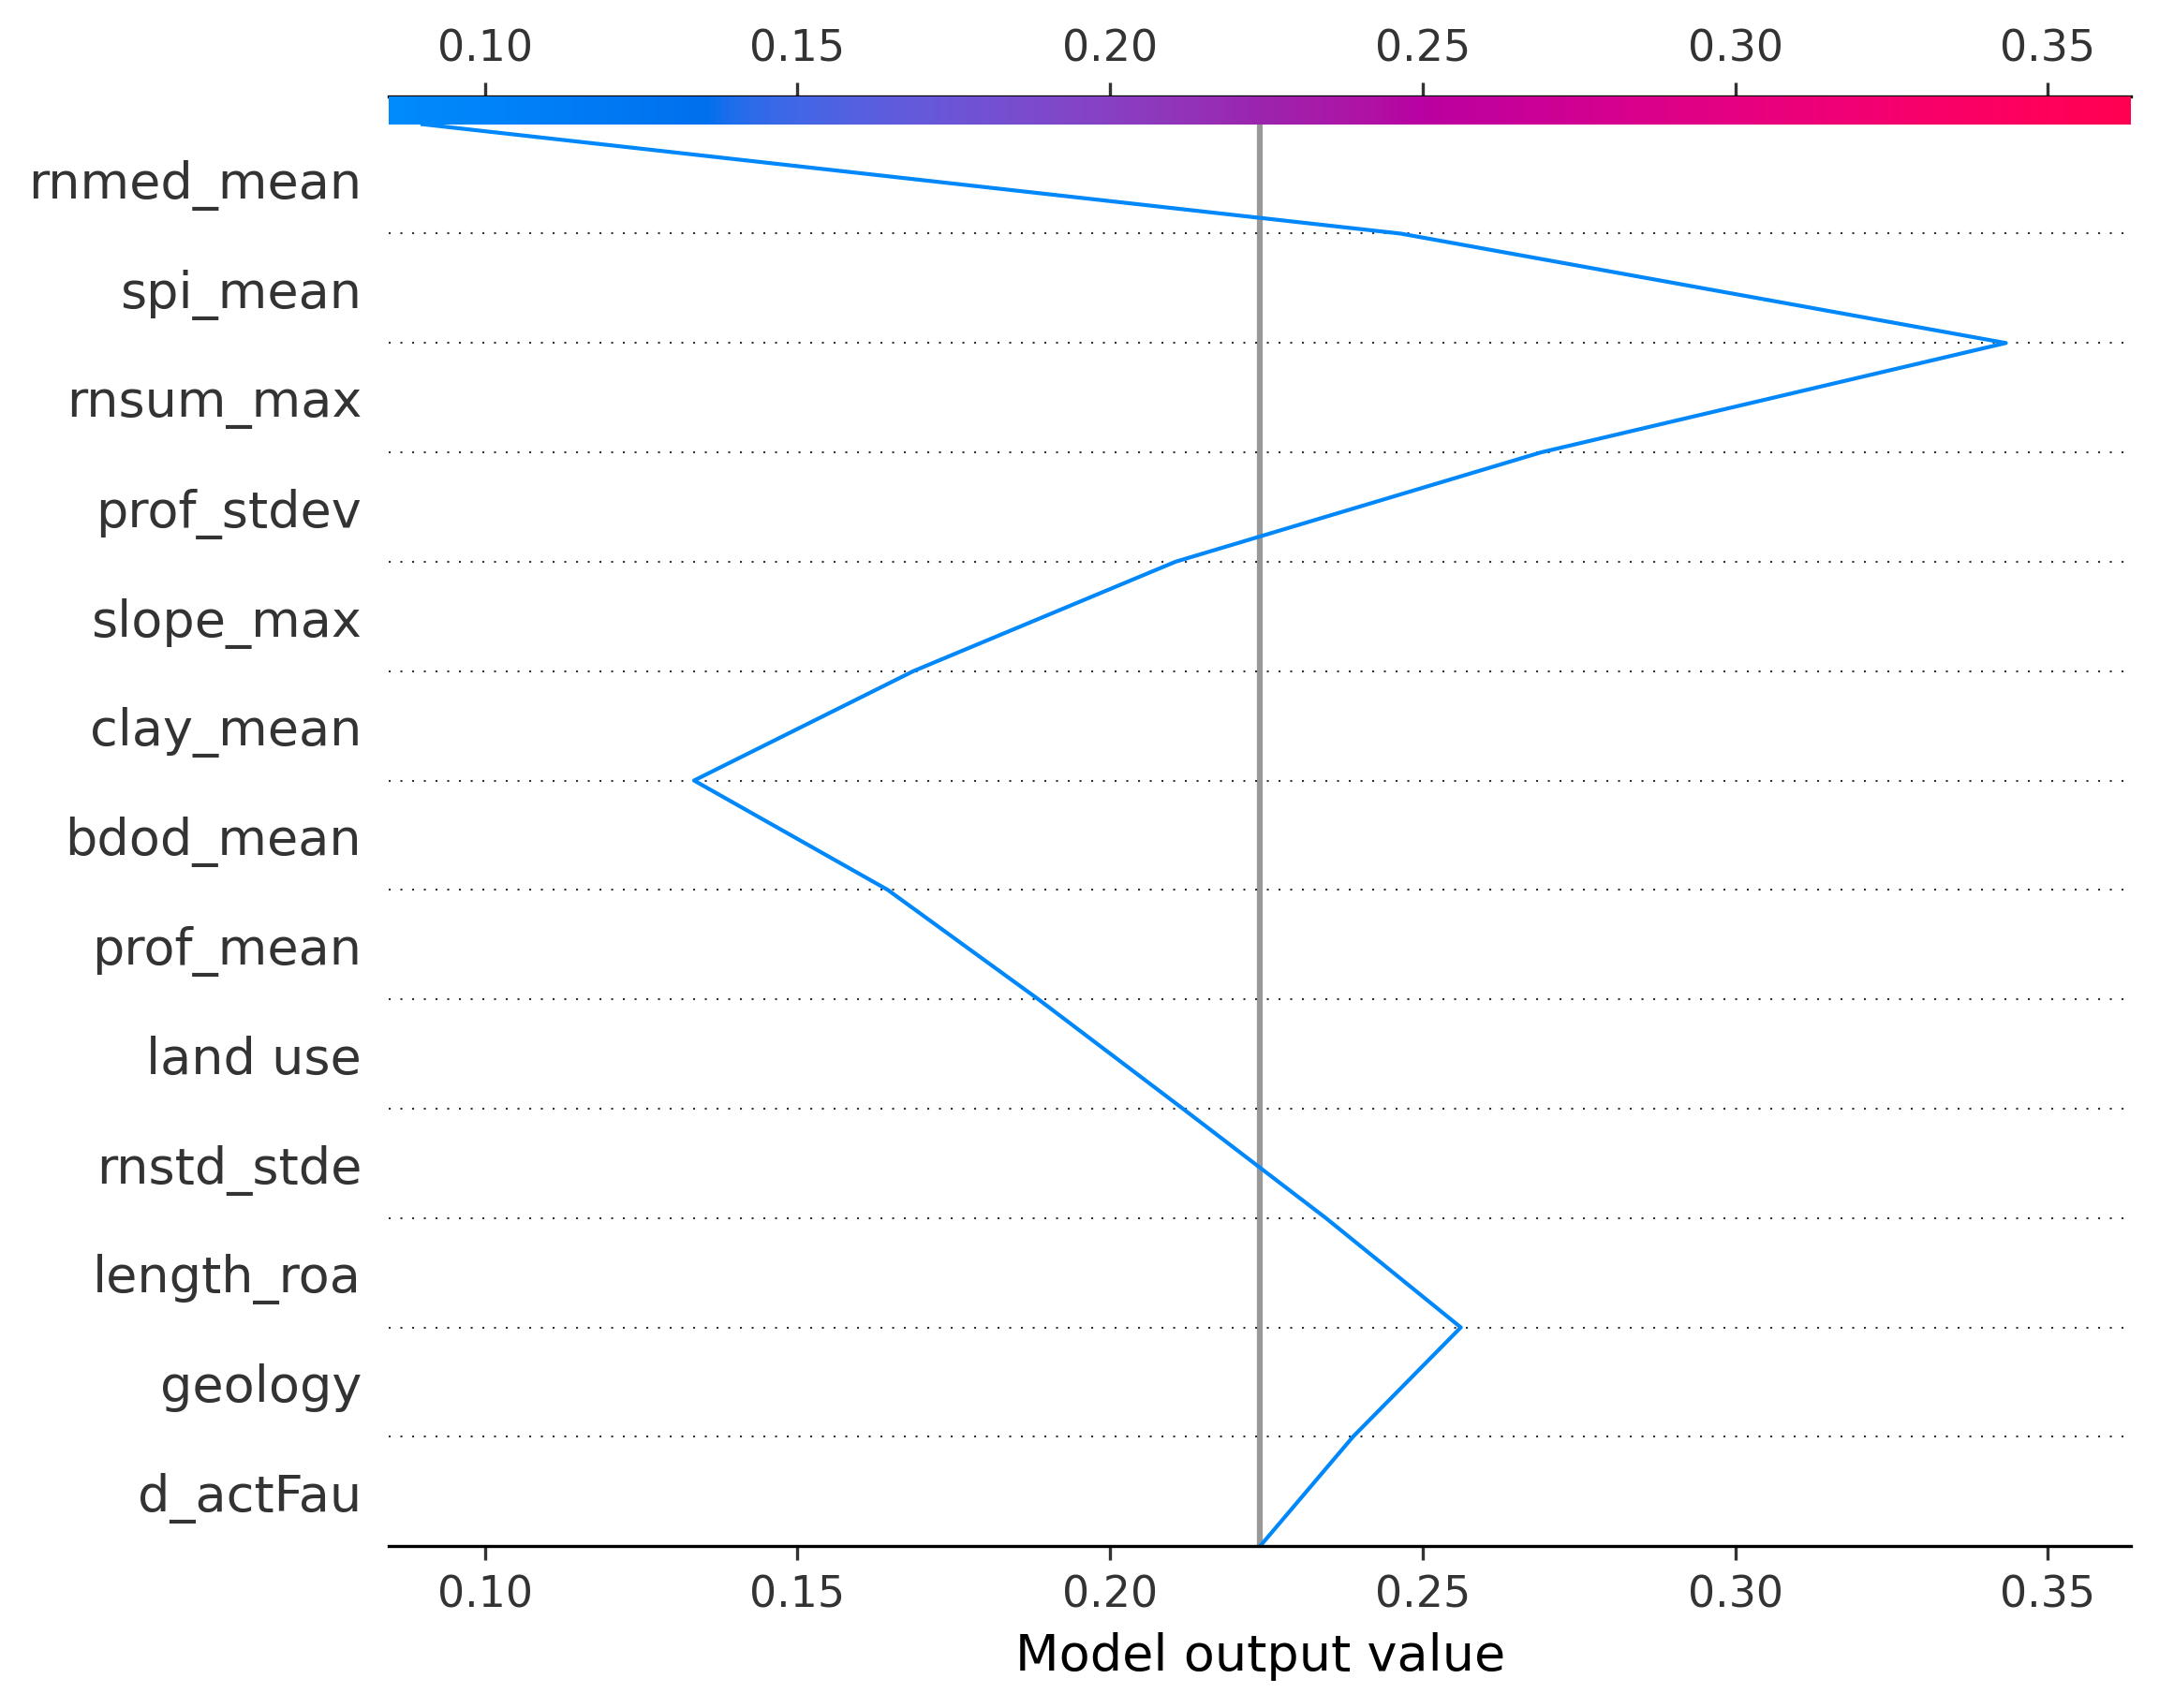 0.10 0.15 0.20 0.25 0.30 0.35
rnmed_mean
spi_mean
rnsum_max
prof_stdev
slope_max
clay_mean
bdod_mean
prof_mean
land use
rnstd_stde
length_roa
geology
d_actFau
0.10 0.15 0.20 0.25 0.30 0.35
Model output value